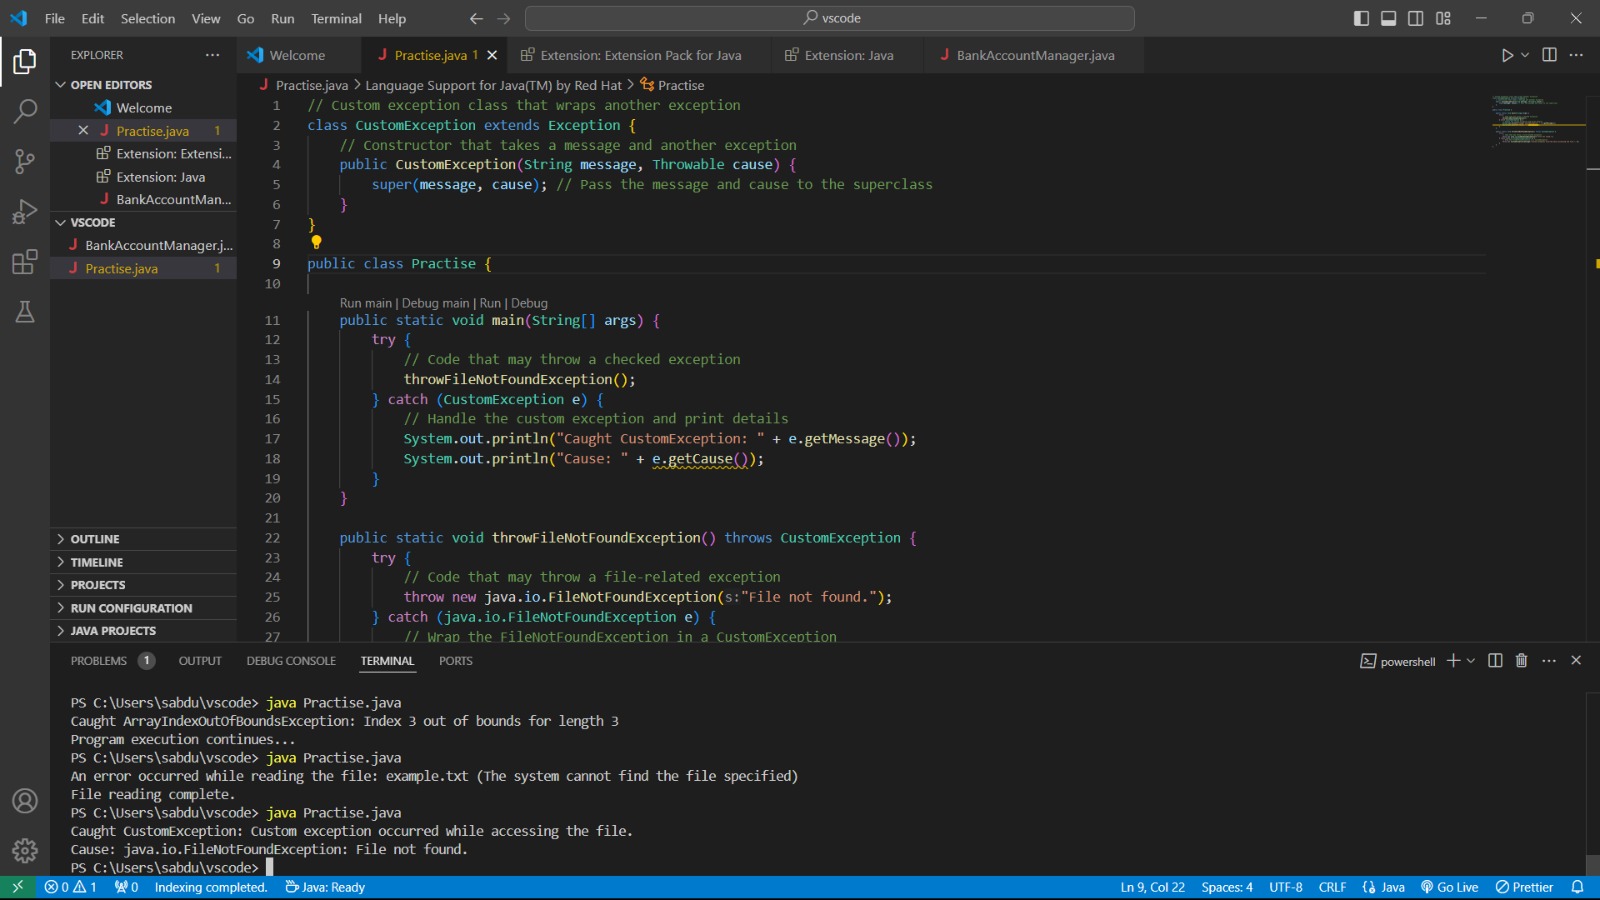 File Edit Selection View Go Run Terminal Help
vscode
EXPLORER
OPEN EDITORS
Welcome
Practise.java 1
Extension: Extensi...
Extension: Java
BankAccountMan...
VSCODE
BankAccountManager.j...
Practise.java 1
OUTLINE
TIMELINE
PROJECTS
RUN CONFIGURATION
JAVA PROJECTS
Welcome Practise.java 1 Extension: Extension Pack for Java Extension: Java BankAccountManager.java
Practise.java > Language Support for Java(TM) by Red Hat > Practise
1 // Custom exception class that wraps another exception
2 class CustomException extends Exception {
3 // Constructor that takes a message and another exception
4 public CustomException(String message, Throwable cause) {
5 super(message, cause); // Pass the message and cause to the superclass
6 }
7 }
8
9 public class Practise {
10
Run main | Debug main | Run | Debug
11 public static void main(String[] args) {
12 try {
13 // Code that may throw a checked exception
14 throwFileNotFoundException();
15 } catch (CustomException e) {
16 // Handle the custom exception and print details
17 System.out.println("Caught CustomException: " + e.getMessage());
18 System.out.println("Cause: " + e.getCause());
19 }
20 }
21
22 public static void throwFileNotFoundException() throws CustomException {
23 try {
24 // Code that may throw a file-related exception
25 throw new java.io.FileNotFoundException(s:"File not found.");
26 } catch (java.io.FileNotFoundException e) {
27 // Wrap the FileNotFoundException in a CustomException
PROBLEMS 1 OUTPUT DEBUG CONSOLE TERMINAL PORTS
powershell
PS C:\Users\sabdu\vscode> java Practise.java
Caught ArrayIndexOutOfBoundsException: Index 3 out of bounds for length 3
Program execution continues...
PS C:\Users\sabdu\vscode> java Practise.java
An error occurred while reading the file: example.txt (The system cannot find the file specified)
File reading complete.
PS C:\Users\sabdu\vscode> java Practise.java
Caught CustomException: Custom exception occurred while accessing the file.
Cause: java.io.FileNotFoundException: File not found.
PS C:\Users\sabdu\vscode>
0 1 0 Indexing completed. Java: Ready Ln 9, Col 22 Spaces: 4 UTF-8 CRLF Java Go Live Prettier